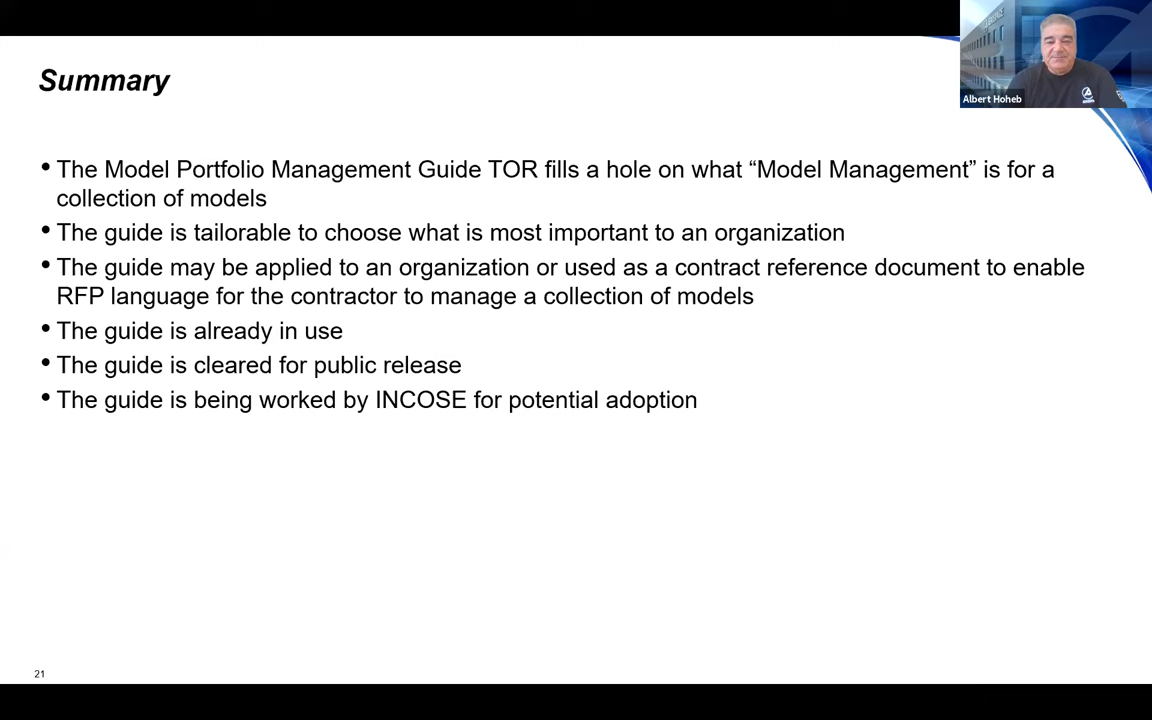 Albert Hoheb
Summary
• The Model Portfolio Management Guide TOR fills a hole on what “Model Management” is for a
collection of models
• The guide is tailorable to choose what is most important to an organization
• The guide may be applied to an organization or used as a contract reference document to enable
RFP language for the contractor to manage a collection of models
• The guide is already in use
• The guide is cleared for public release
• The guide is being worked by INCOSE for potential adoption
21